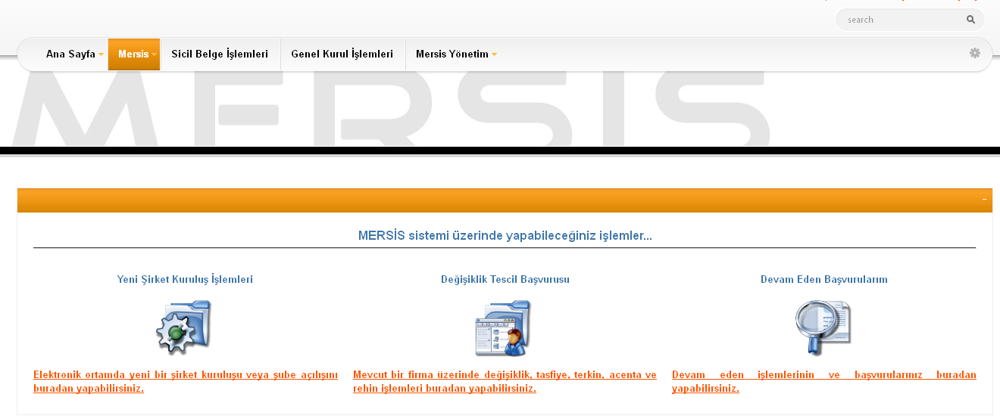 search
Ana Sayfa Mersis Sicil Belge İşlemleri Genel Kurul İşlemleri Mersis Yönetim
MERSIS
MERSİS sistemi üzerinde yapabileceğiniz işlemler...
Yeni Şirket Kuruluş İşlemleri Değişiklik Tescil Başvurusu Devam Eden Başvurularım
Elektronik ortamda yeni bir şirket kuruluşu veya şube açılışını
buradan yapabilirsiniz.
Mevcut bir firma üzerinde değişiklik, tasfiye, terkin, acenta ve
rehin işlemleri buradan yapabilirsiniz.
Devam eden işlemlerinin ve başvurularınız buradan
yapabilirsiniz.